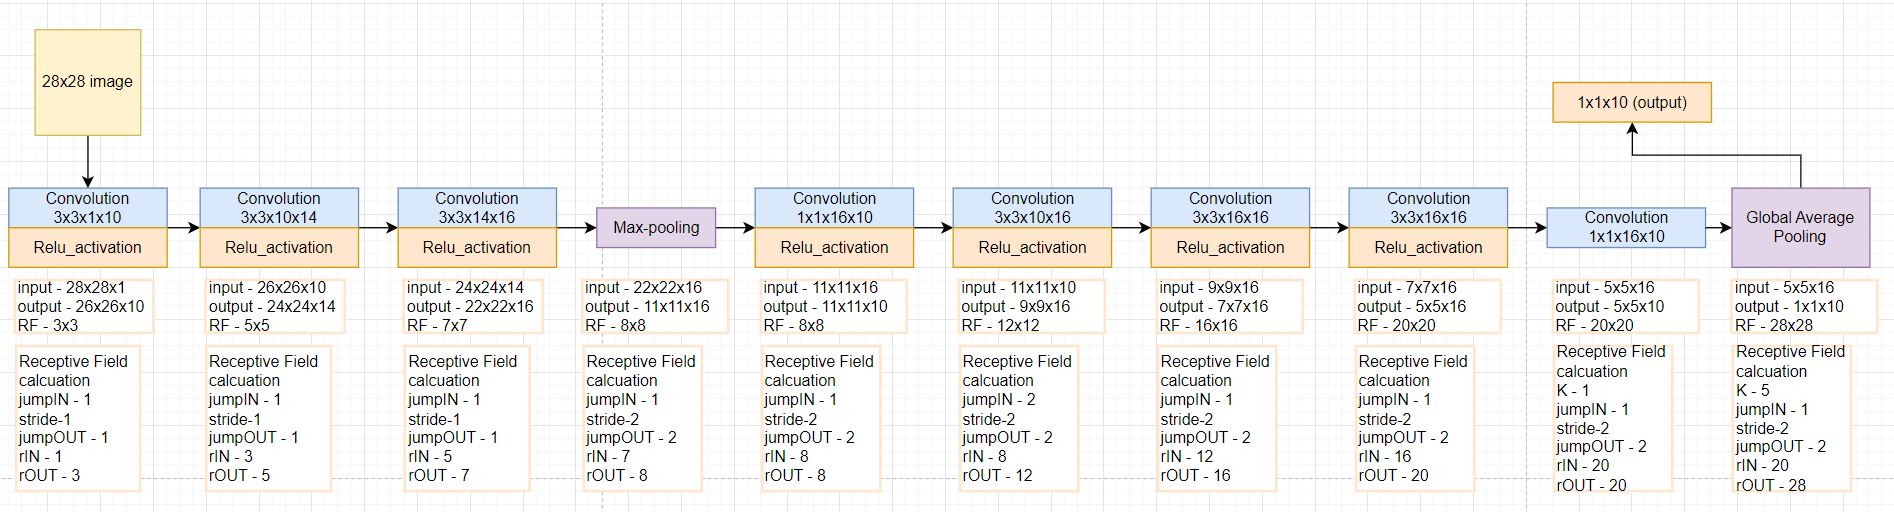 28x28 image
1x1x10 (output)
Convolution
3x3x1x10
Relu_activation
Convolution
3x3x10x14
Relu_activation
Convolution
3x3x14x16
Relu_activation
Max-pooling
Convolution
1x1x16x10
Relu_activation
Convolution
3x3x10x16
Relu_activation
Convolution
3x3x16x16
Relu_activation
Convolution
3x3x16x16
Relu_activation
Convolution
1x1x16x10
Global Average
Pooling
input - 28x28x1
output - 26x26x10
RF - 3x3
input - 26x26x10
output - 24x24x14
RF - 5x5
input - 24x24x14
output - 22x22x16
RF - 7x7
input - 22x22x16
output - 11x11x16
RF - 8x8
input - 11x11x16
output - 11x11x10
RF - 8x8
input - 11x11x10
output - 9x9x16
RF - 12x12
input - 9x9x16
output - 7x7x16
RF - 16x16
input - 7x7x16
output - 5x5x16
RF - 20x20
input - 5x5x16
output - 5x5x10
RF - 20x20
input - 5x5x16
output - 1x1x10
RF - 28x28
Receptive Field
calcuation
jumpIN - 1
stride-1
jumpOUT - 1
rIN - 1
rOUT - 3
Receptive Field
calcuation
jumpIN - 1
stride-1
jumpOUT - 1
rIN - 3
rOUT - 5
Receptive Field
calcuation
jumpIN - 1
stride-1
jumpOUT - 1
rIN - 5
rOUT - 7
Receptive Field
calcuation
jumpIN - 1
stride-2
jumpOUT - 2
rIN - 7
rOUT - 8
Receptive Field
calcuation
jumpIN - 1
stride-2
jumpOUT - 2
rIN - 8
rOUT - 8
Receptive Field
calcuation
jumpIN - 2
stride-2
jumpOUT - 2
rIN - 8
rOUT - 12
Receptive Field
calcuation
jumpIN - 1
stride-2
jumpOUT - 2
rIN - 12
rOUT - 16
Receptive Field
calcuation
jumpIN - 1
stride-2
jumpOUT - 2
rIN - 16
rOUT - 20
Receptive Field
calcuation
K - 1
jumpIN - 1
stride-2
jumpOUT - 2
rIN - 20
rOUT - 20
Receptive Field
calcuation
K - 5
jumpIN - 1
stride-2
jumpOUT - 2
rIN - 20
rOUT - 28